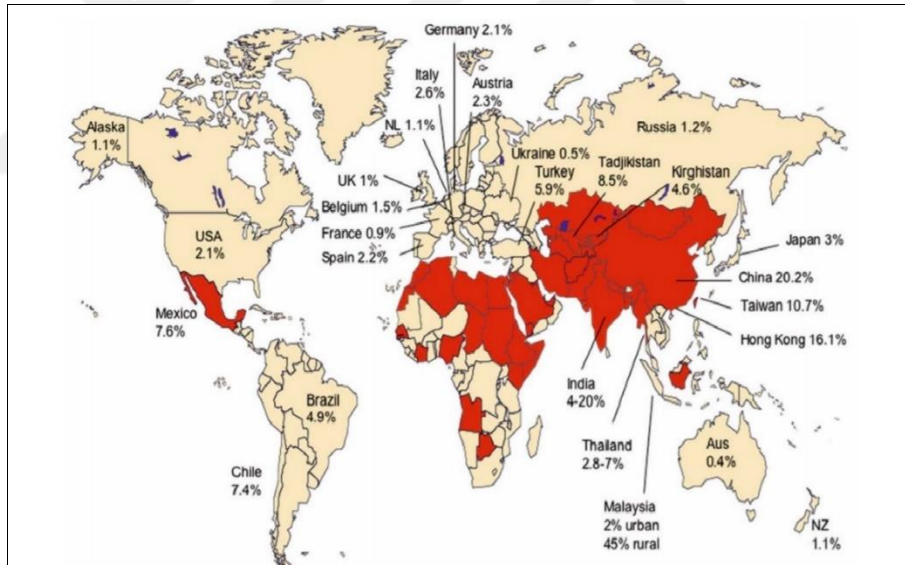 Germany 2.1%
Italy
2.6%
Austria
2.3%
Alaska
1.1%
NL 1.1%
Russia 1.2%
Ukraine 0.5%
Tadjikistan
8.5%
Kirghistan
4.6%
Turkey
5.9%
UK 1%
Belgium 1.5%
France 0.9%
Spain 2.2%
USA
2.1%
Japan 3%
China 20.2%
Taiwan 10.7%
Hong Kong 16.1%
Mexico
7.6%
India
4-20%
Brazil
4.9%
Thailand
2.8-7%
Aus
0.4%
Chile
7.4%
Malaysia
2% urban
45% rural
NZ
1.1%